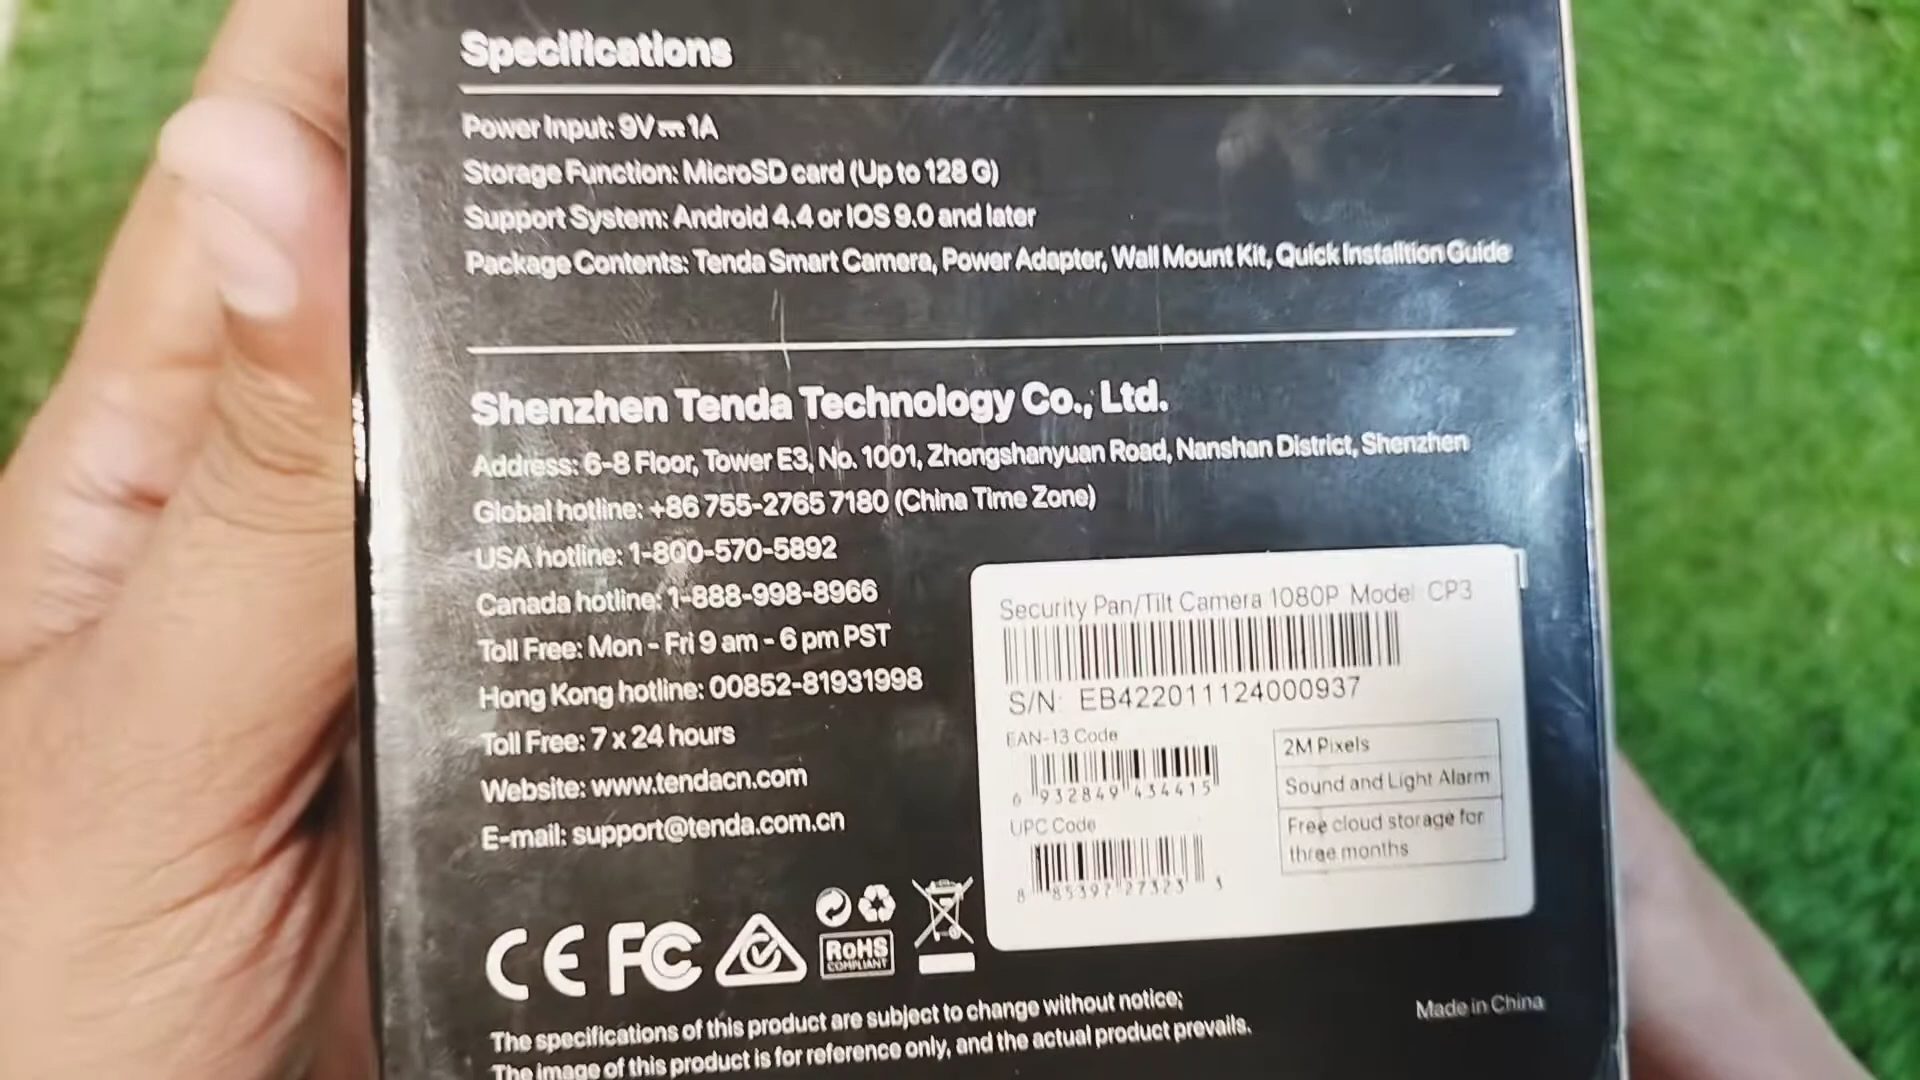 Specifications
Power Input: 9V⎓1A
Storage Function: MicroSD card (Up to 128 G)
Support System: Android 4.4 or iOS 9.0 and later
Package Contents: Tenda Smart Camera, Power Adapter, Wall Mount Kit, Quick Installtion Guide
Shenzhen Tenda Technology Co., Ltd.
Address: 6-8 Floor, Tower E3, No. 1001, Zhongshanyuan Road, Nanshan District, Shenzhen
Global hotline: +86 755-2765 7180 (China Time Zone)
USA hotline: 1-800-570-5892
Canada hotline: 1-888-998-8966
Toll Free: Mon - Fri 9 am - 6 pm PST
Hong Kong hotline: 00852-81931998
Toll Free: 7 x 24 hours
Website: www.tendacn.com
E-mail: support@tenda.com.cn
Security Pan/Tilt Camera 1080P Model: CP3
S/N: EB422011124000937
EAN-13 Code
6 932849 434415
UPC Code
8 85397 27323 3
2M Pixels
Sound and Light Alarm
Free cloud storage for
three months
CE FC
RoHS
COMPLIANT
The specifications of this product are subject to change without notice;
The image of this product is for reference only, and the actual product prevails.
Made in China